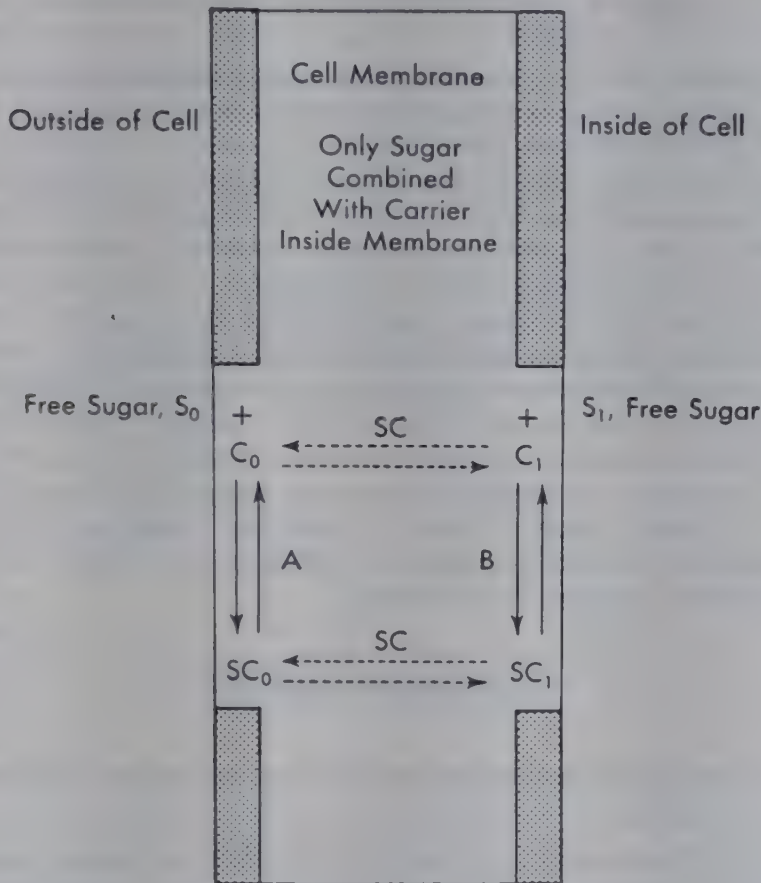 Cell Membrane
Outside of Cell
Inside of Cell
Only Sugar
Combined
With Carrier
Inside Membrane
Free Sugar, S₀
+
SC
+
S₁, Free Sugar
C₀
C₁
A
B
SC
SC₀
SC₁